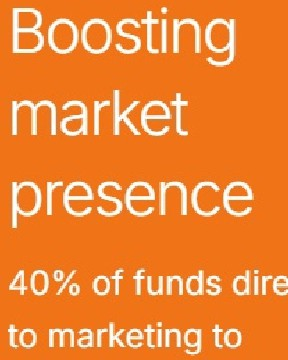 Boosting
market
presence
40% of funds dire
to marketing to